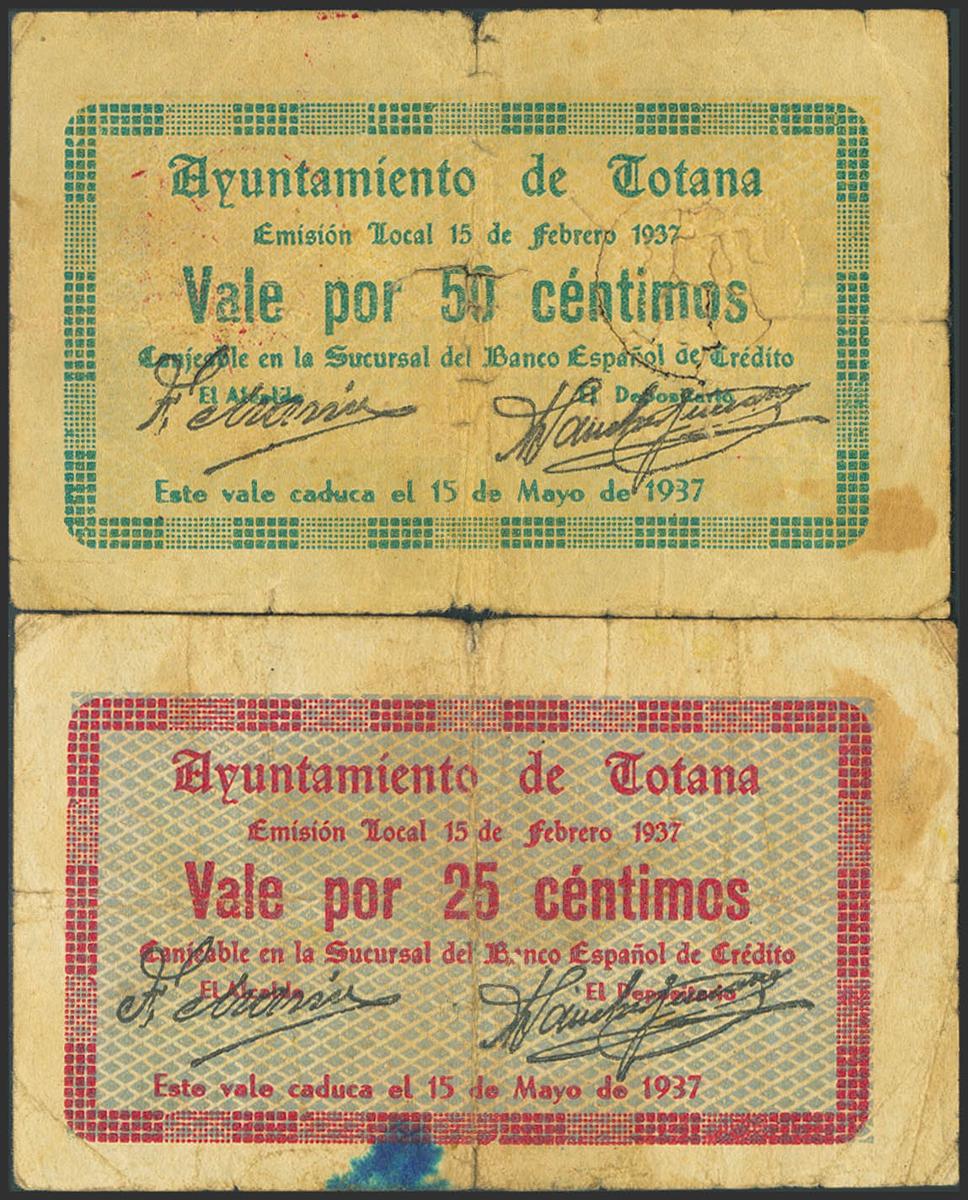 Ayuntamiento de Totana
Emisión Local 15 de Febrero 1937
Vale por 50 céntimos
Canjeable en la Sucursal del Banco Español de Crédito
El Alcalde El Depositario
Este vale caduca el 15 de Mayo de 1937
Ayuntamiento de Totana
Emisión Local 15 de Febrero 1937
Vale por 25 céntimos
Canjeable en la Sucursal del Banco Español de Crédito
El Alcalde El Depositario
Este vale caduca el 15 de Mayo de 1937